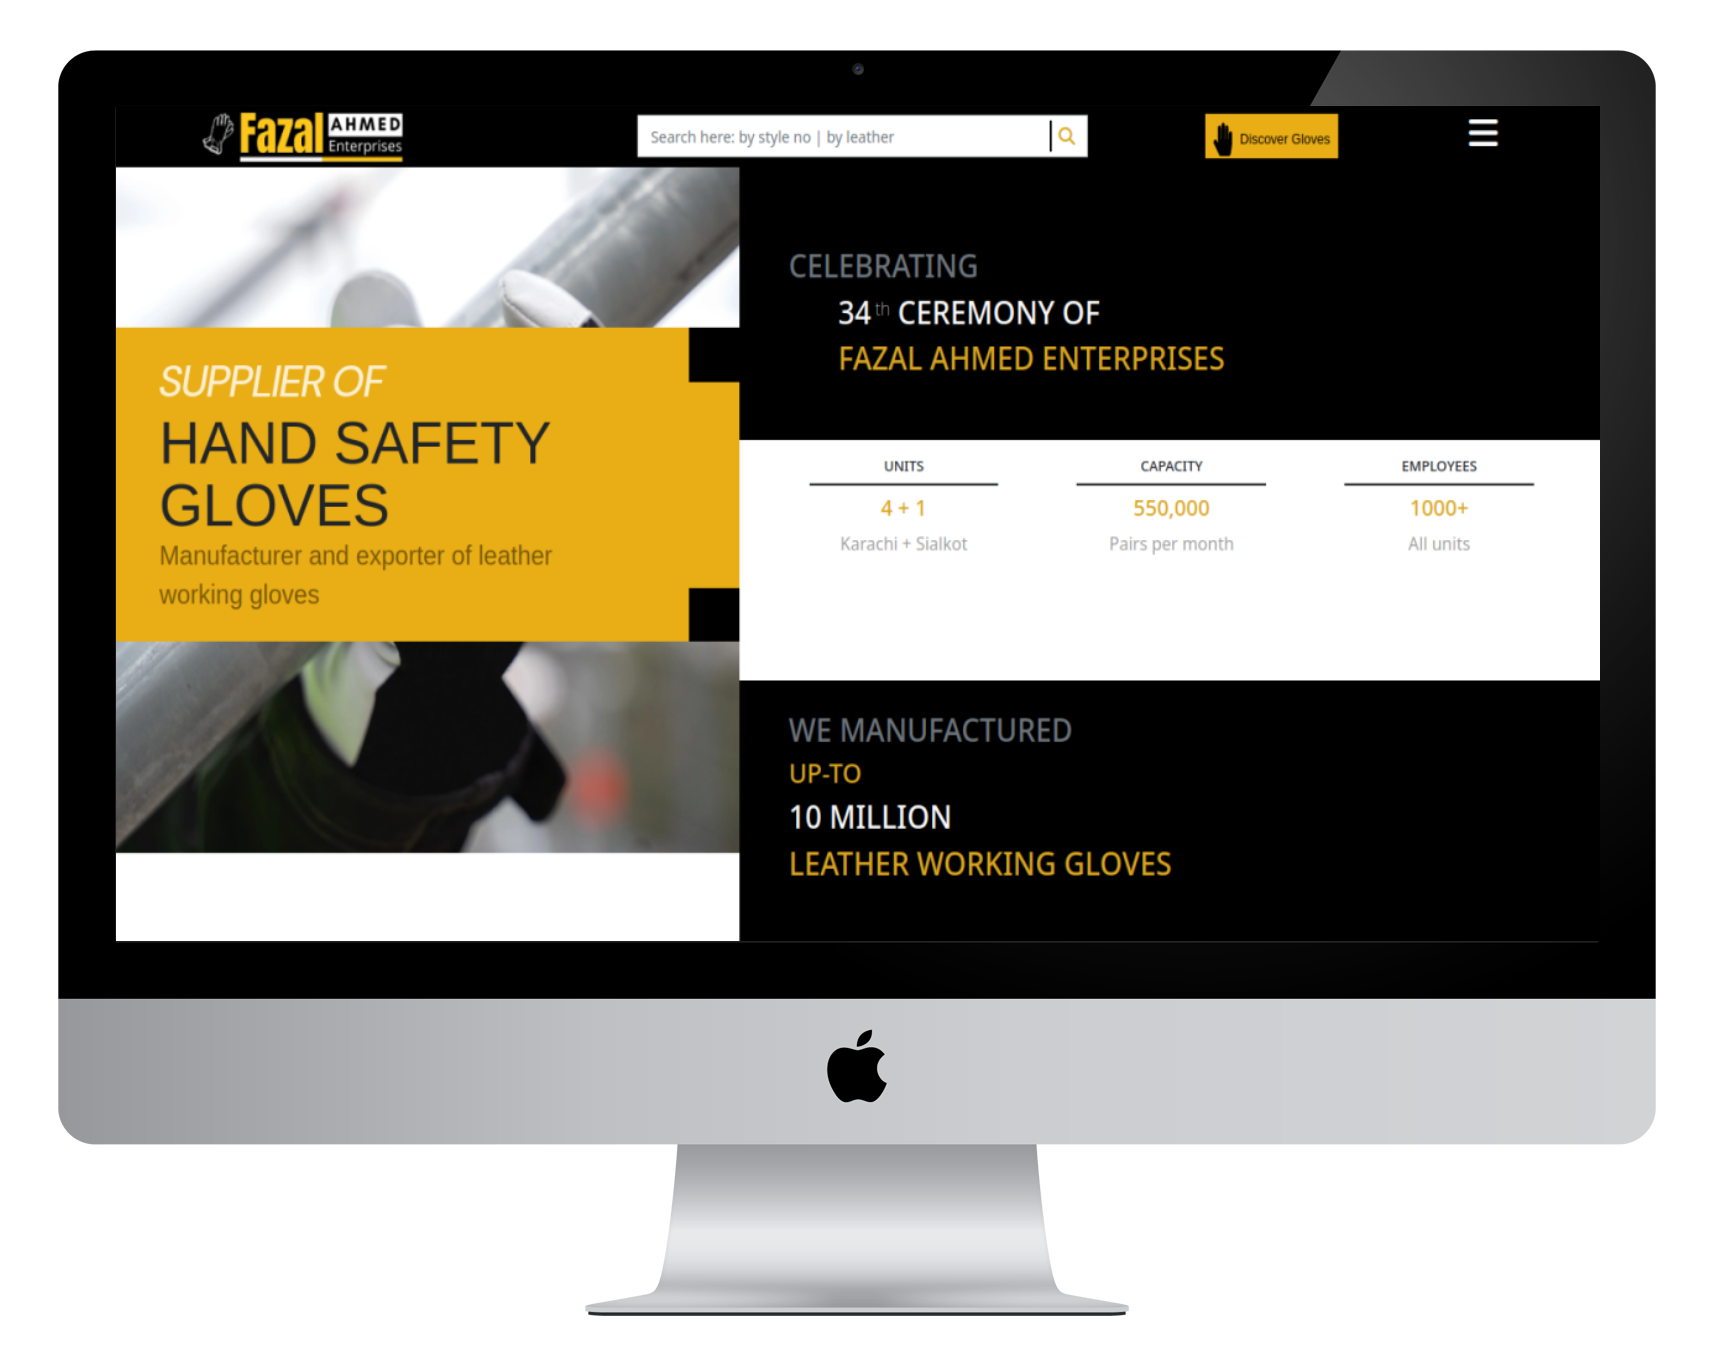 Fazal AHMED
Enterprises
Search here: by style no | by leather
Discover Gloves
SUPPLIER OF
HAND SAFETY
GLOVES
Manufacturer and exporter of leather
working gloves
CELEBRATING
34th CEREMONY OF
FAZAL AHMED ENTERPRISES
UNITS
4 + 1
Karachi + Sialkot
CAPACITY
550,000
Pairs per month
EMPLOYEES
1000+
All units
WE MANUFACTURED
UP-TO
10 MILLION
LEATHER WORKING GLOVES